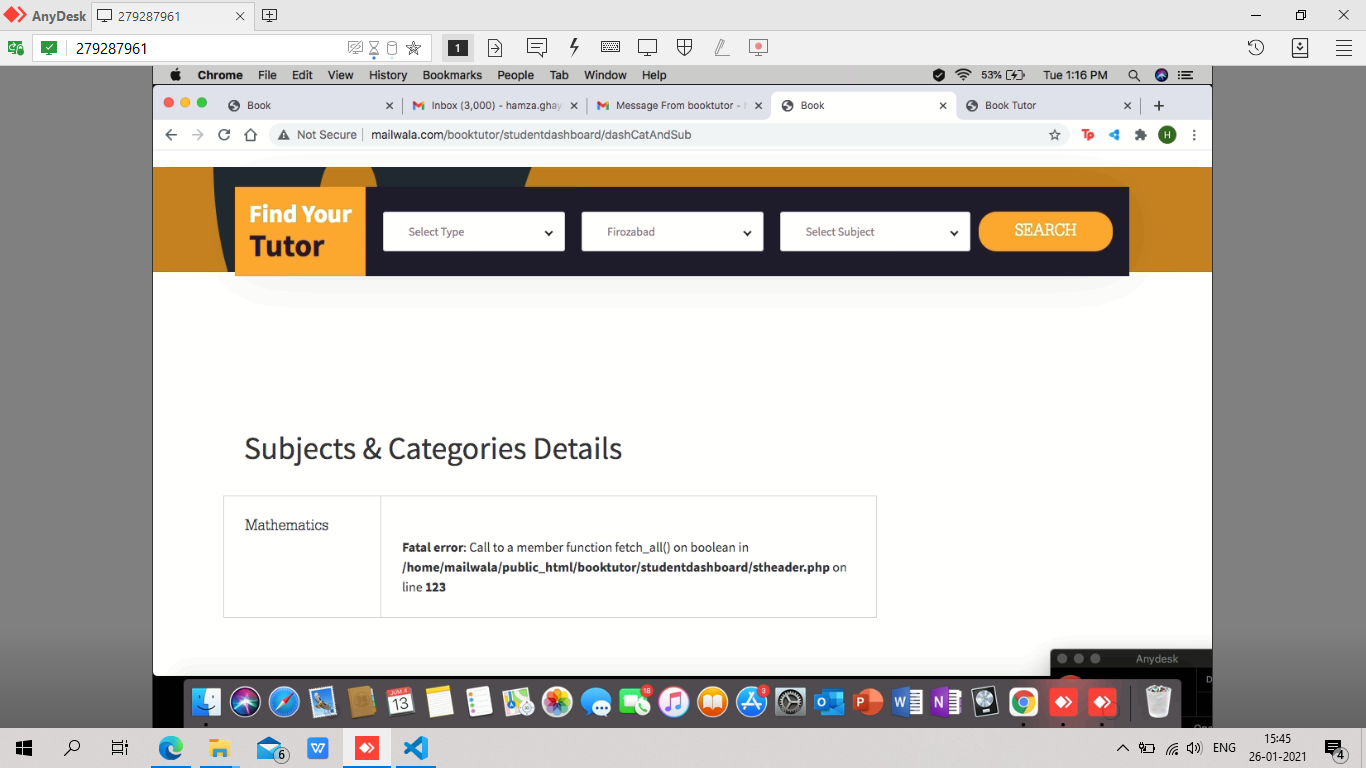 AnyDesk
279287961
279287961
1
Chrome File Edit View History Bookmarks People Tab Window Help
53%
Tue 1:16 PM
Book
Inbox (3,000) - hamza.ghay
Message From booktutor -
Book
Book Tutor
Not Secure
mailwala.com/booktutor/studentdashboard/dashCatAndSub
Tp
H
Find Your
Tutor
Select Type
Firozabad
Select Subject
SEARCH
Subjects & Categories Details
Mathematics
Fatal error: Call to a member function fetch_all() on boolean in
/home/mailwala/public_html/booktutor/studentdashboard/stheader.php on
line 123
Anydesk
13
18
3
6
ENG
15:45
26-01-2021
4